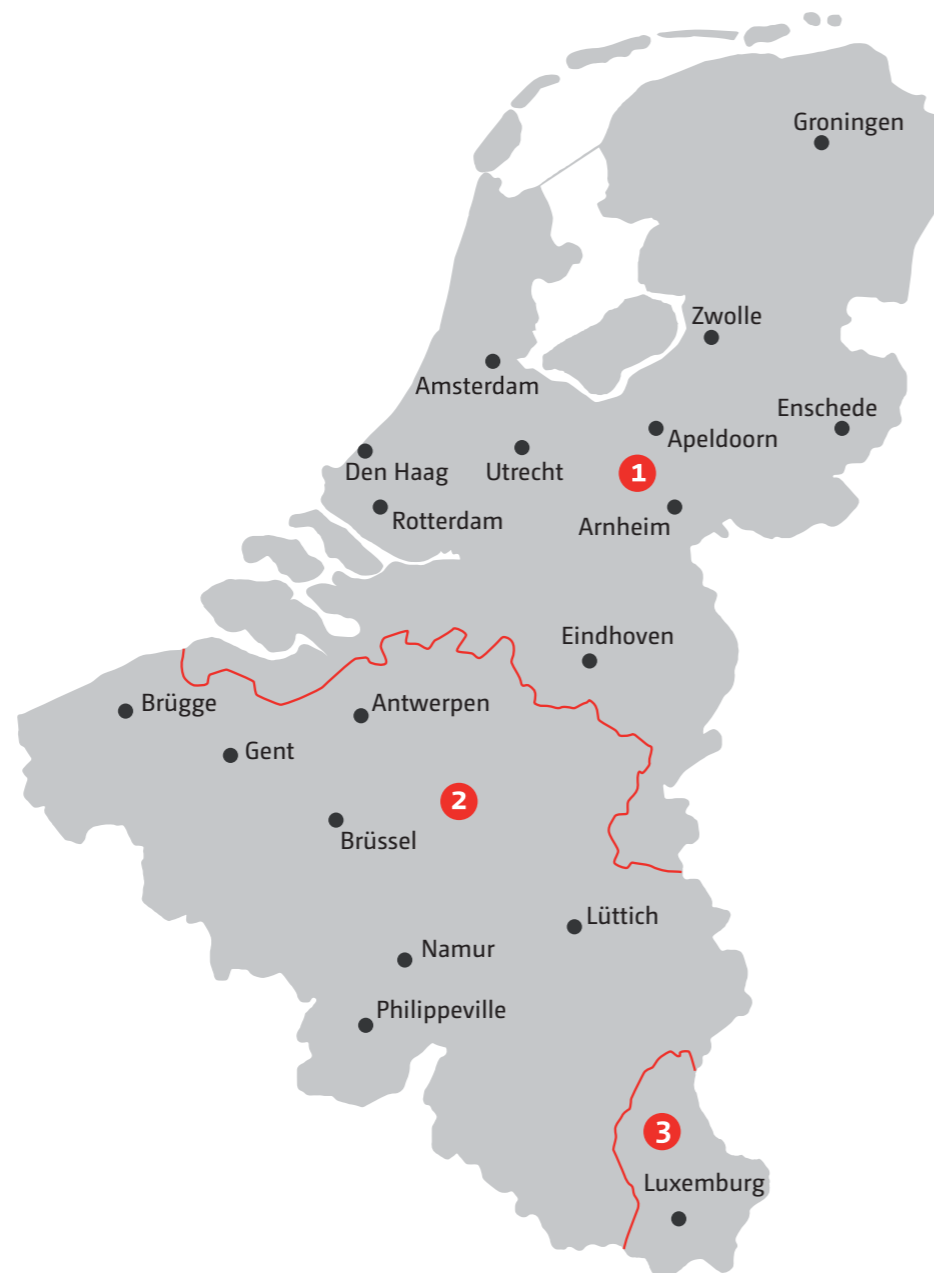 Groningen
Zwolle
Amsterdam
Enschede
Apeldoorn
Den Haag
Utrecht
1
Rotterdam
Arnheim
Eindhoven
Brügge
Antwerpen
Gent
2
Brüssel
Lüttich
Namur
Philippeville
3
Luxemburg